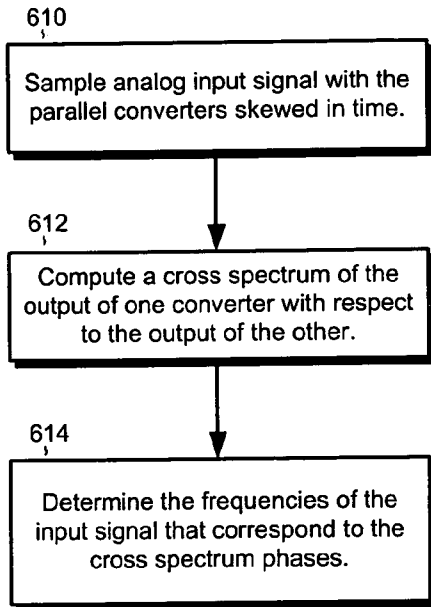 610
Sample analog input signal with the
parallel converters skewed in time.
612
Compute a cross spectrum of the
output of one converter with respect
to the output of the other.
614
Determine the frequencies of the
input signal that correspond to the
cross spectrum phases.